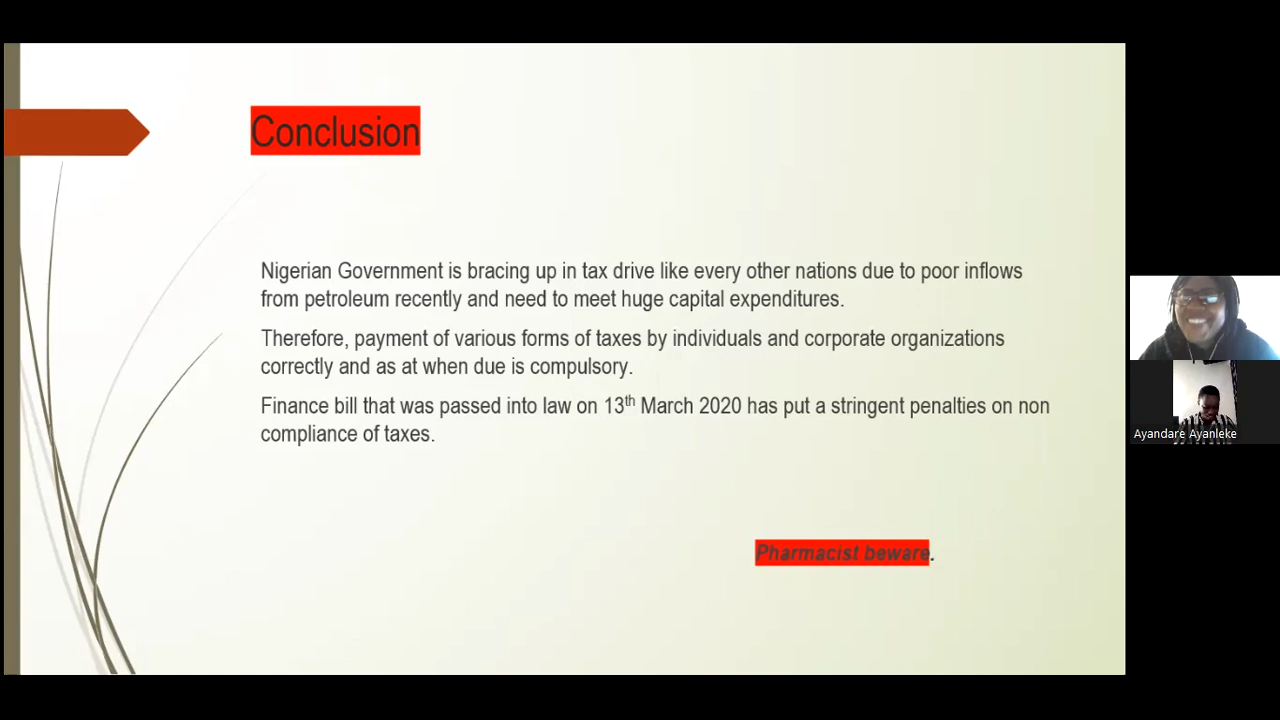 Conclusion
Nigerian Government is bracing up in tax drive like every other nations due to poor inflows
from petroleum recently and need to meet huge capital expenditures.
Therefore, payment of various forms of taxes by individuals and corporate organizations
correctly and as at when due is compulsory.
Finance bill that was passed into law on 13th March 2020 has put a stringent penalties on non
compliance of taxes.
Pharmacist beware.
Ayandare Ayanleke